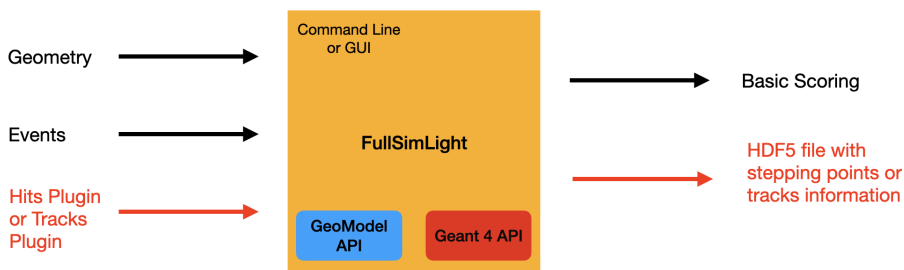 Geometry
Events
Hits Plugin
or Tracks
Plugin
Command Line
or GUI
FullSimLight
GeoModel
API
Geant 4 API
Basic Scoring
HDF5 file with
stepping points or
tracks information